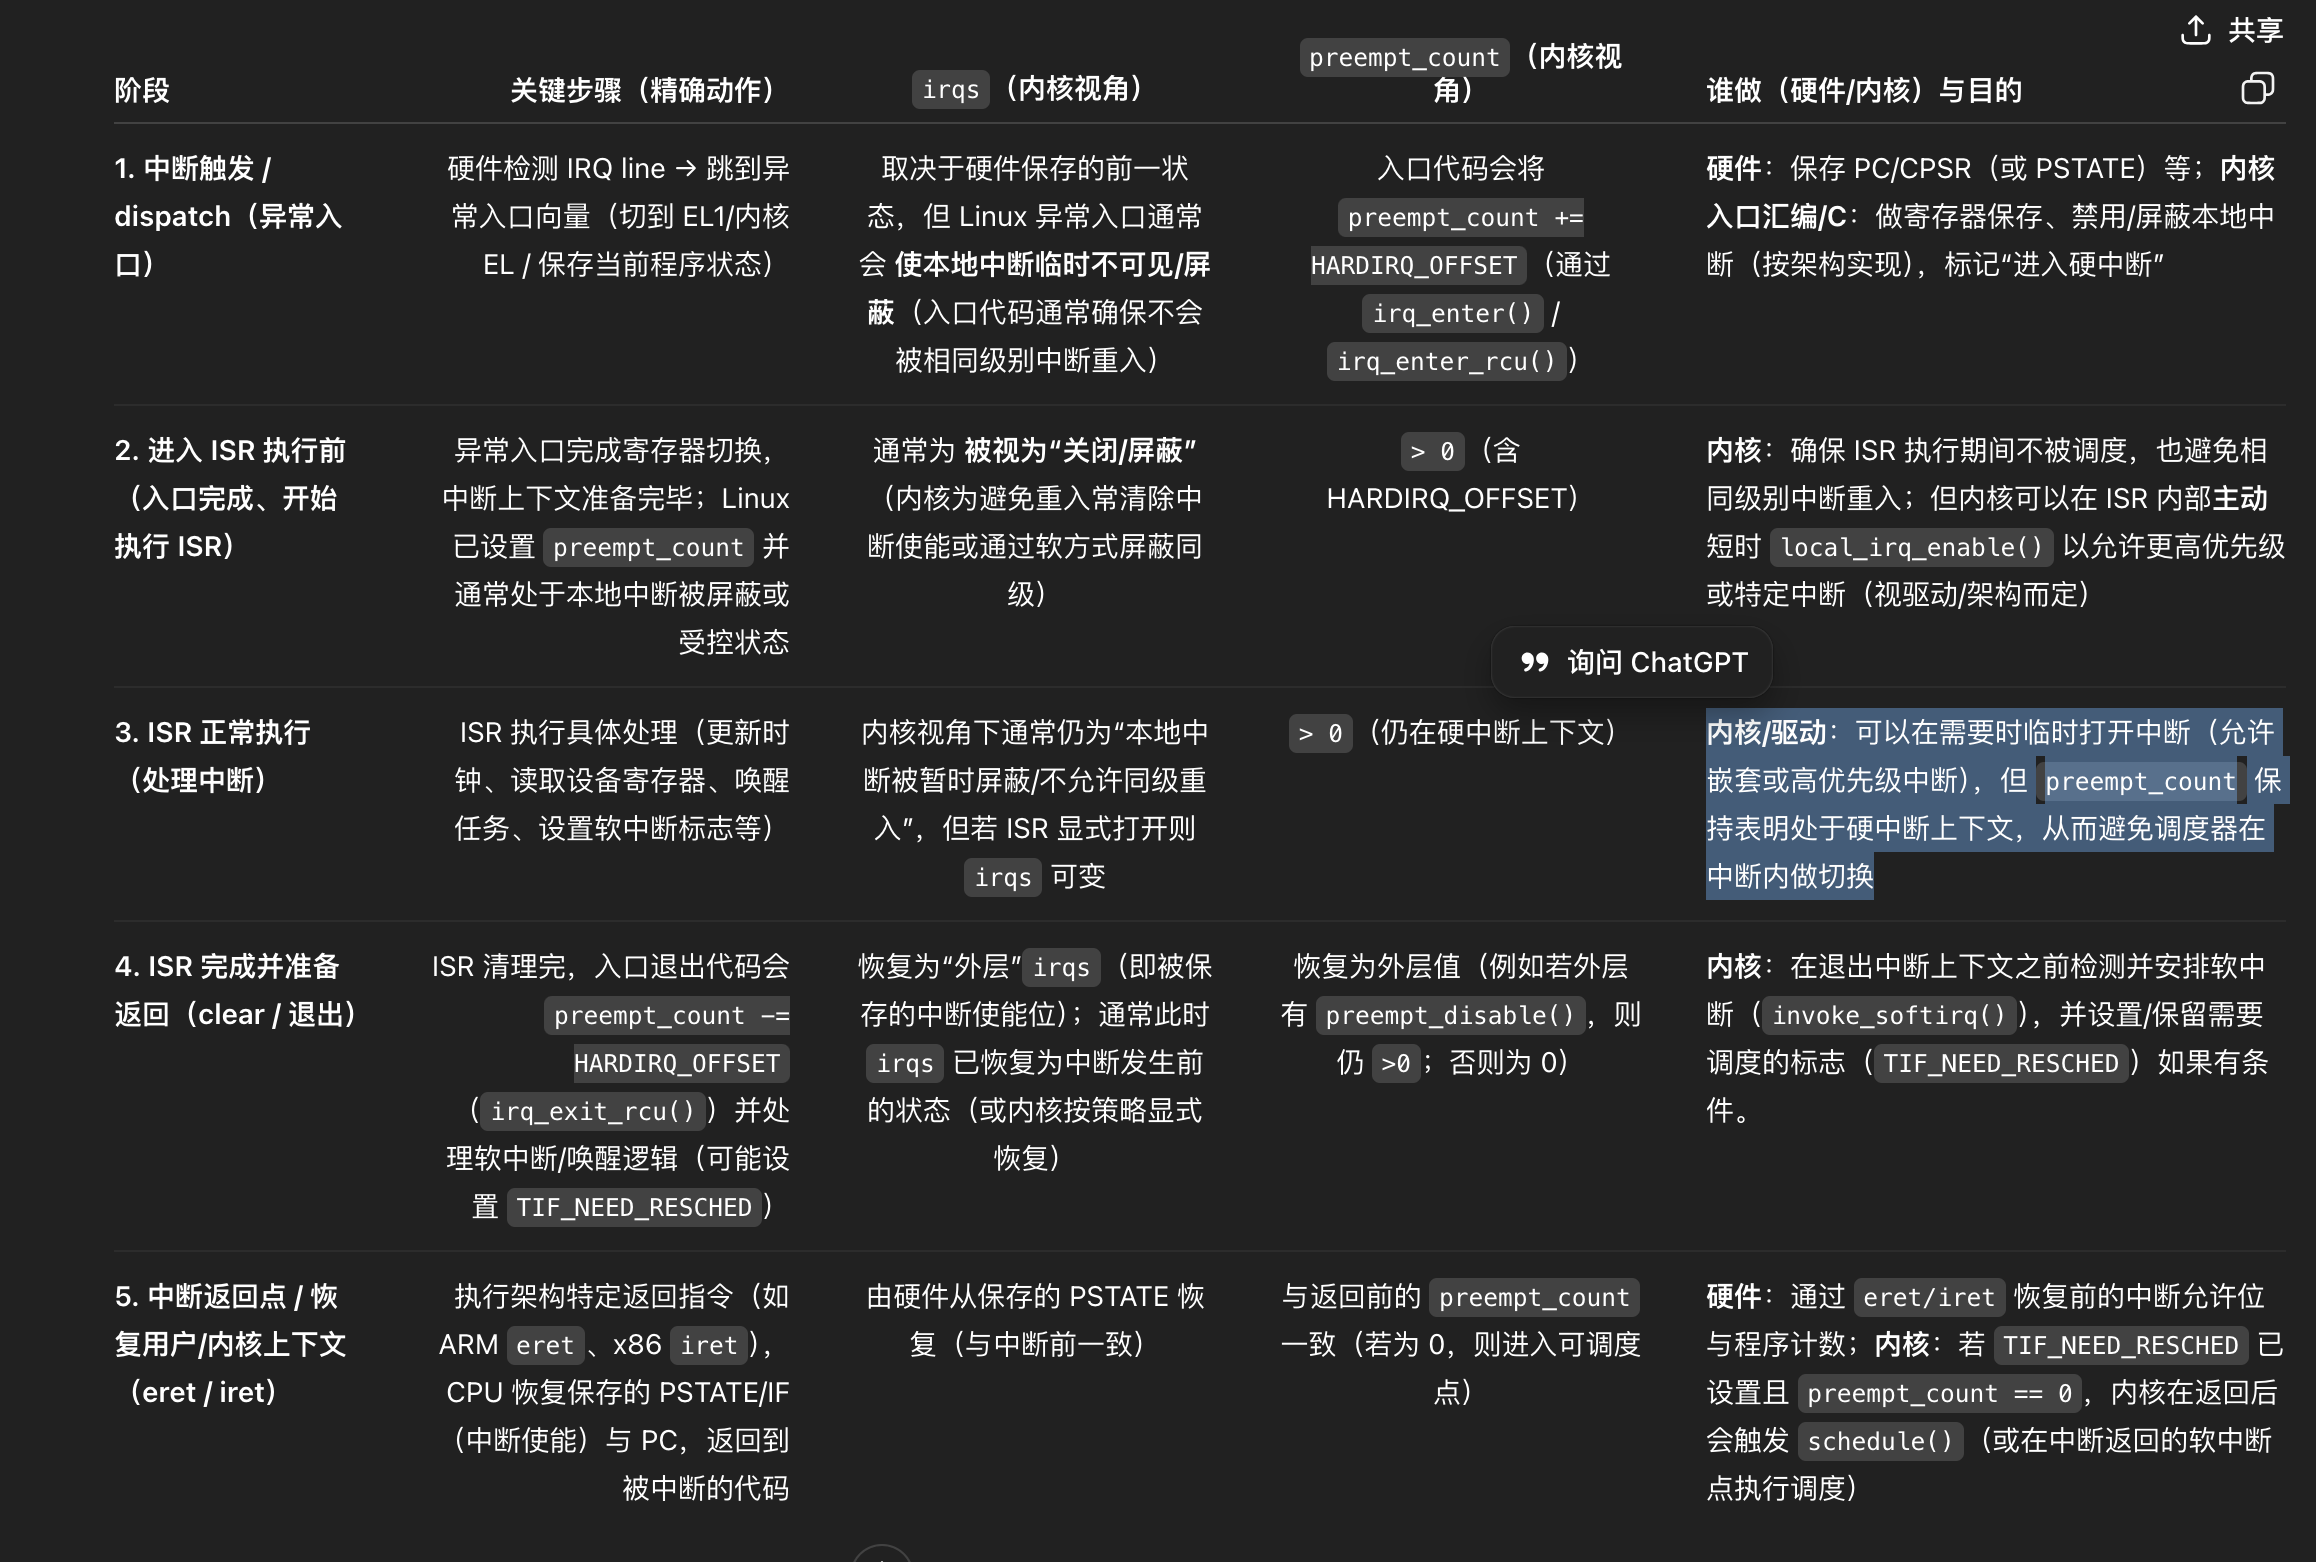 共享
阶段
关键步骤（精确动作）
irqs（内核视角）
preempt_count（内核视
角）
谁做（硬件/内核）与目的
1. 中断触发 /
dispatch（异常入
口）
硬件检测 IRQ line → 跳到异
常入口向量（切到 EL1/内核
EL / 保存当前程序状态）
取决于硬件保存的前一状
态，但 Linux 异常入口通常
会 使本地中断临时不可见/屏
蔽（入口代码通常确保不会
被相同级别中断重入）
入口代码会将
preempt_count +=
HARDIRQ_OFFSET（通过
irq_enter() /
irq_enter_rcu()）
硬件：保存 PC/CPSR（或 PSTATE）等；内核
入口汇编/C：做寄存器保存、禁用/屏蔽本地中
断（按架构实现），标记“进入硬中断”
2. 进入 ISR 执行前
（入口完成、开始
执行 ISR）
异常入口完成寄存器切换，
中断上下文准备完毕；Linux
已设置 preempt_count 并
通常处于本地中断被屏蔽或
受控状态
通常为 被视为“关闭/屏蔽”
（内核为避免重入常清除中
断使能或通过软方式屏蔽同
级）
> 0（含
HARDIRQ_OFFSET）
内核：确保 ISR 执行期间不被调度，也避免相
同级别中断重入；但内核可以在 ISR 内部主动
短时 local_irq_enable() 以允许更高优先级
或特定中断（视驱动/架构而定）
询问 ChatGPT
3. ISR 正常执行
（处理中断）
ISR 执行具体处理（更新时
钟、读取设备寄存器、唤醒
任务、设置软中断标志等）
内核视角下通常仍为“本地中
断被暂时屏蔽/不允许同级重
入”，但若 ISR 显式打开则
irqs 可变
> 0（仍在硬中断上下文）
内核/驱动：可以在需要时临时打开中断（允许
嵌套或高优先级中断），但 preempt_count 保
持表明处于硬中断上下文，从而避免调度器在
中断内做切换
4. ISR 完成并准备
返回（clear / 退出）
ISR 清理完，入口退出代码会
preempt_count -=
HARDIRQ_OFFSET
（irq_exit_rcu()）并处
理软中断/唤醒逻辑（可能设
置 TIF_NEED_RESCHED）
恢复为“外层”irqs（即被保
存的中断使能位）；通常此时
irqs 已恢复为中断发生前
的状态（或内核按策略显式
恢复）
恢复为外层值（例如若外层
有 preempt_disable()，则
仍 >0；否则为 0）
内核：在退出中断上下文之前检测并安排软中
断（invoke_softirq()），并设置/保留需要
调度的标志（TIF_NEED_RESCHED）如果有条
件。
5. 中断返回点 / 恢
复用户/内核上下文
（eret / iret）
执行架构特定返回指令（如
ARM eret、x86 iret），
CPU 恢复保存的 PSTATE/IF
（中断使能）与 PC，返回到
被中断的代码
由硬件从保存的 PSTATE 恢
复（与中断前一致）
与返回前的 preempt_count
一致（若为 0，则进入可调度
点）
硬件：通过 eret/iret 恢复前的中断允许位
与程序计数；内核：若 TIF_NEED_RESCHED 已
设置且 preempt_count == 0，内核在返回后
会触发 schedule()（或在中断返回的软中断
点执行调度）